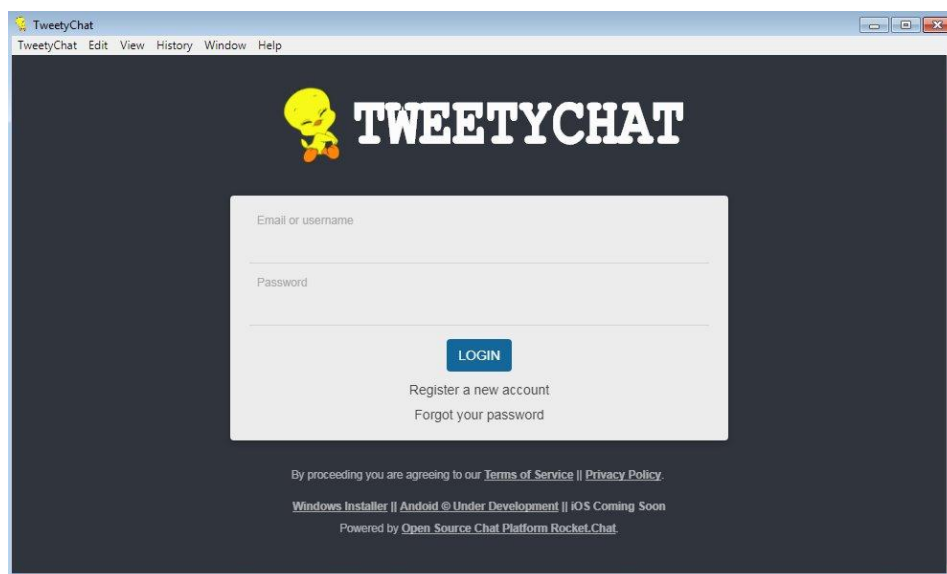 TweetyChat
TweetyChat Edit View History Window Help
TWEETYCHAT
Email or username
Password
LOGIN
Register a new account
Forgot your password
By proceeding you are agreeing to our Terms of Service || Privacy Policy.
Windows Installer || Andoid © Under Development || iOS Coming Soon
Powered by Open Source Chat Platform Rocket.Chat.